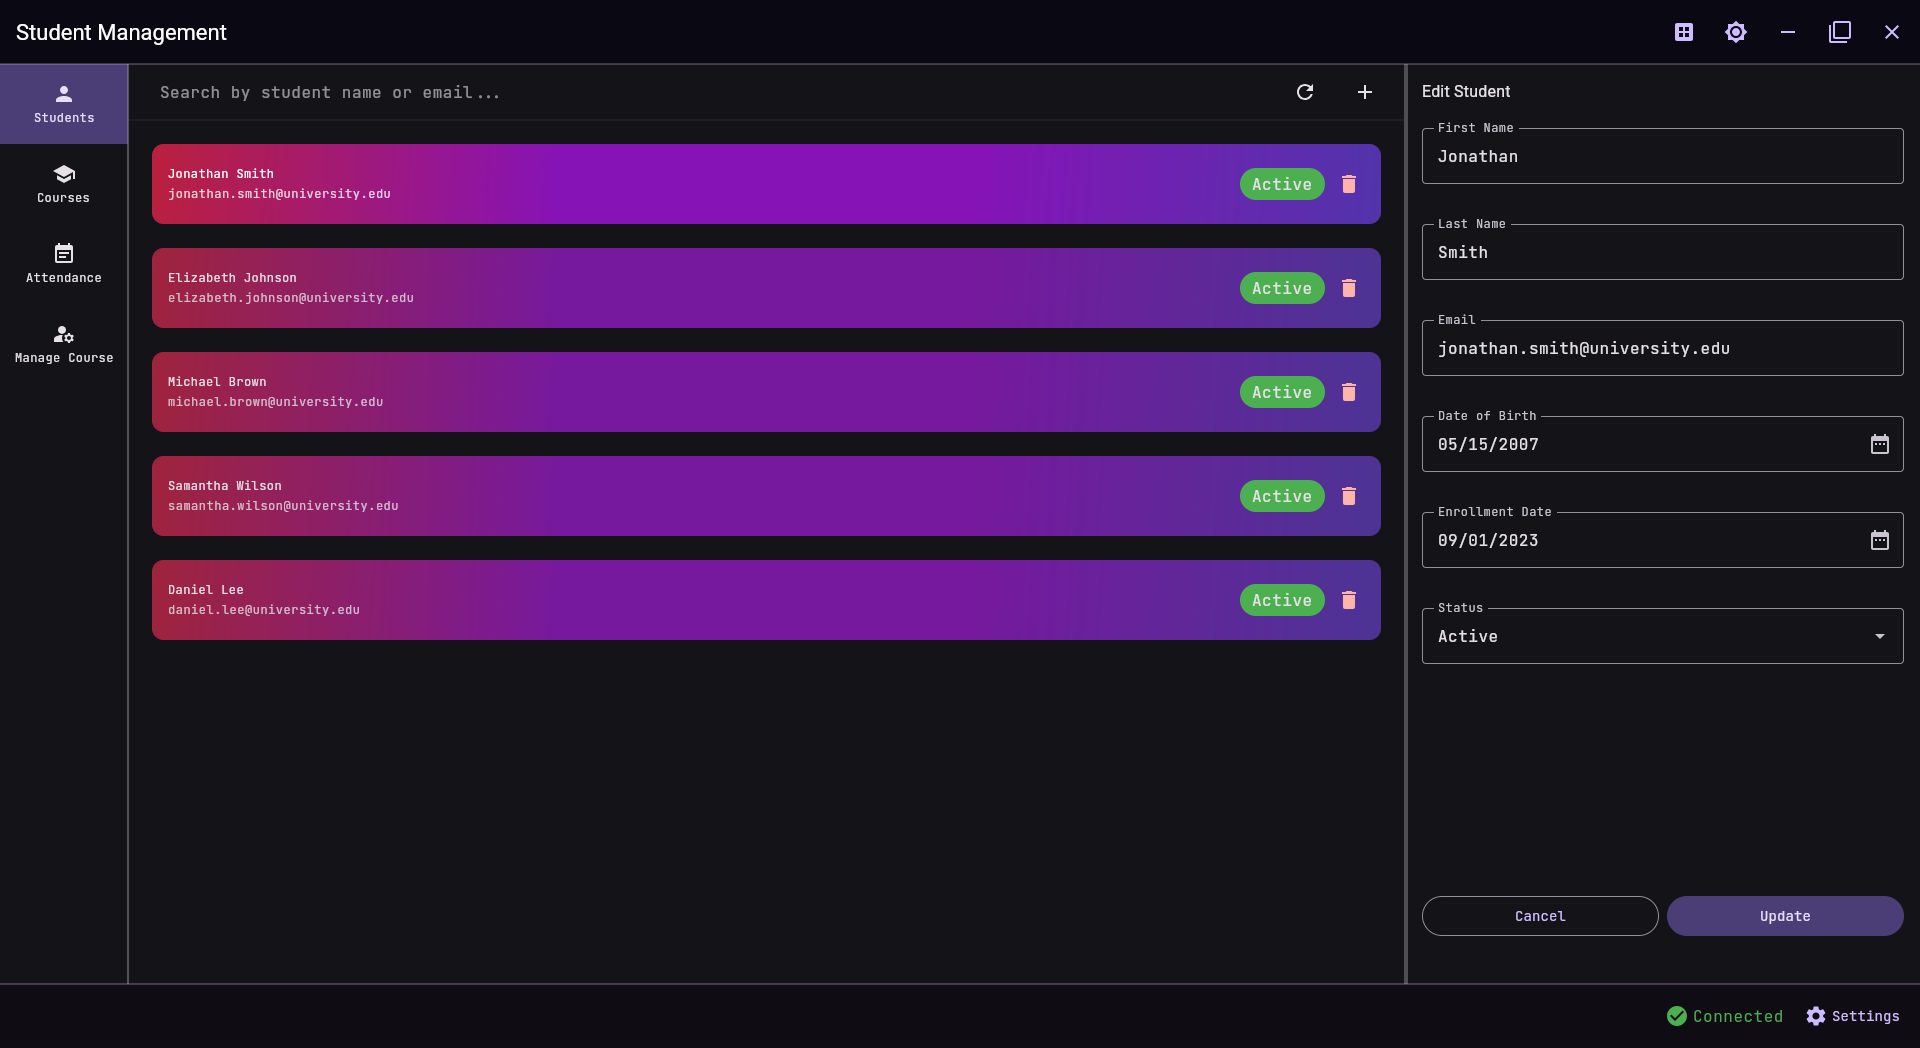 Student Management
Students
Courses
Attendance
Manage Course
Search by student name or email...
Jonathan Smith
jonathan.smith@university.edu
Active
Elizabeth Johnson
elizabeth.johnson@university.edu
Active
Michael Brown
michael.brown@university.edu
Active
Samantha Wilson
samantha.wilson@university.edu
Active
Daniel Lee
daniel.lee@university.edu
Active
Edit Student
First Name
Jonathan
Last Name
Smith
Email
jonathan.smith@university.edu
Date of Birth
05/15/2007
Enrollment Date
09/01/2023
Status
Active
Cancel
Update
Connected
Settings